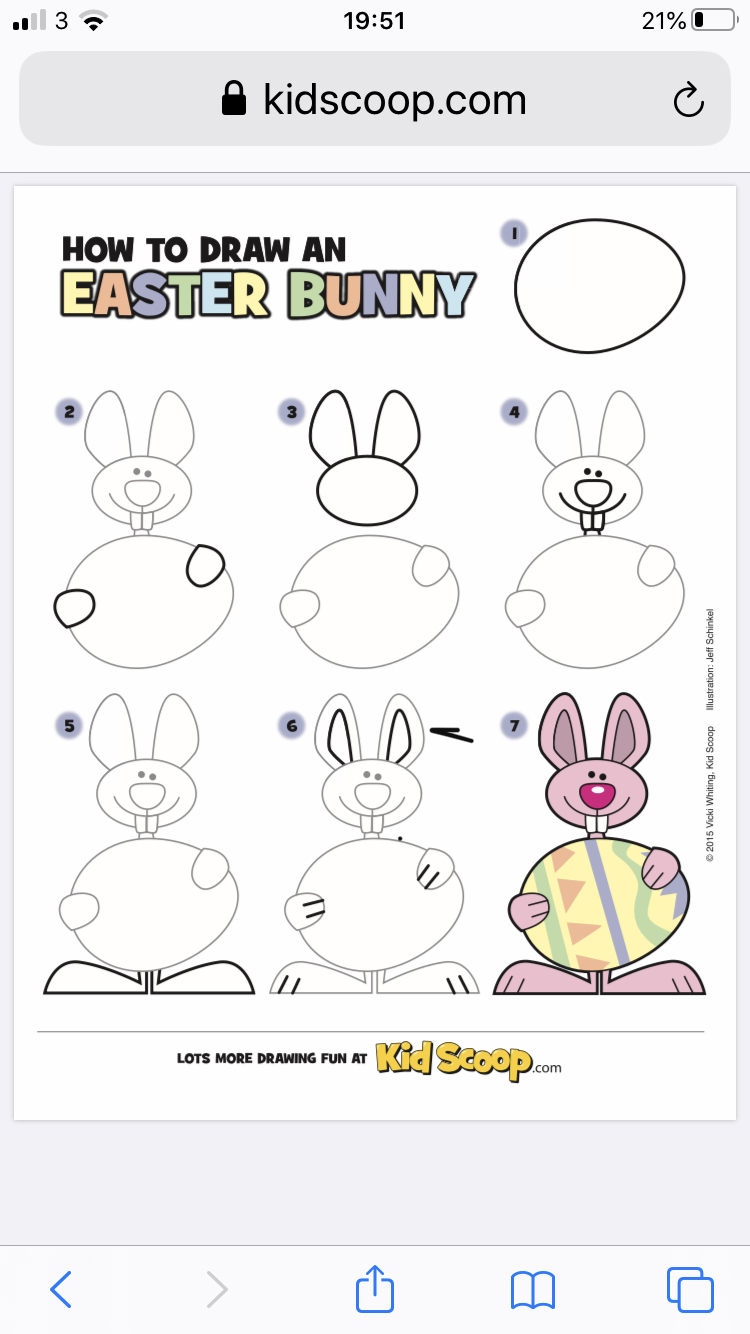 3
19:51
21%
kidscoop.com
HOW TO DRAW AN
EASTER BUNNY
1
2
3
4
5
6
7
© 2015 Vicki Whiting, Kid Scoop Illustration: Jeff Schinkel
LOTS MORE DRAWING FUN AT Kid Scoop.com